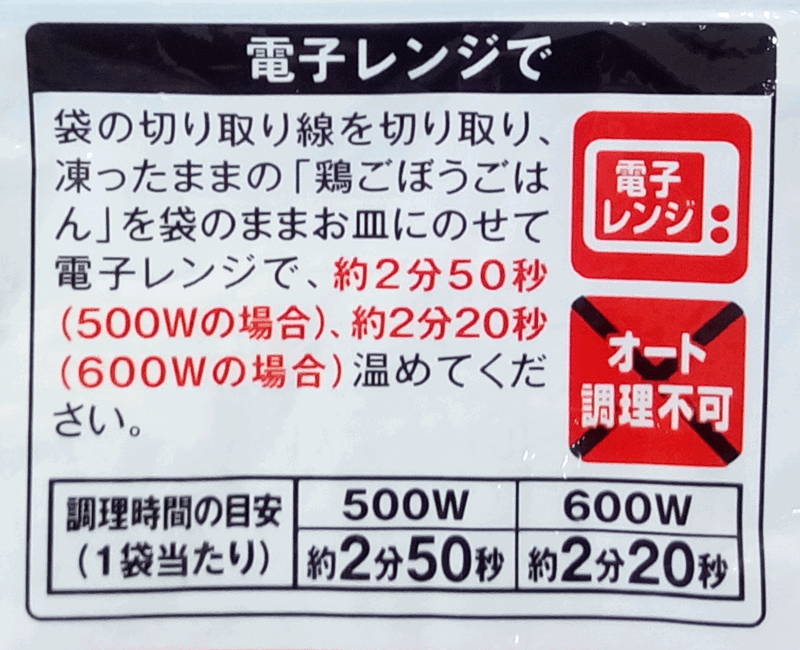 電子レンジで
袋の切り取り線を切り取り、
凍ったままの「鶏ごぼうごは
ん」を袋のままお皿にのせて
電子レンジで、約2分50秒
(500Wの場合)、約2分20秒
(600Wの場合)温めてくだ
さい。
電子
レンジ
オート
調理不可
調理時間の目安
(1袋当たり)
500W
600W
約2分50秒
約2分20秒